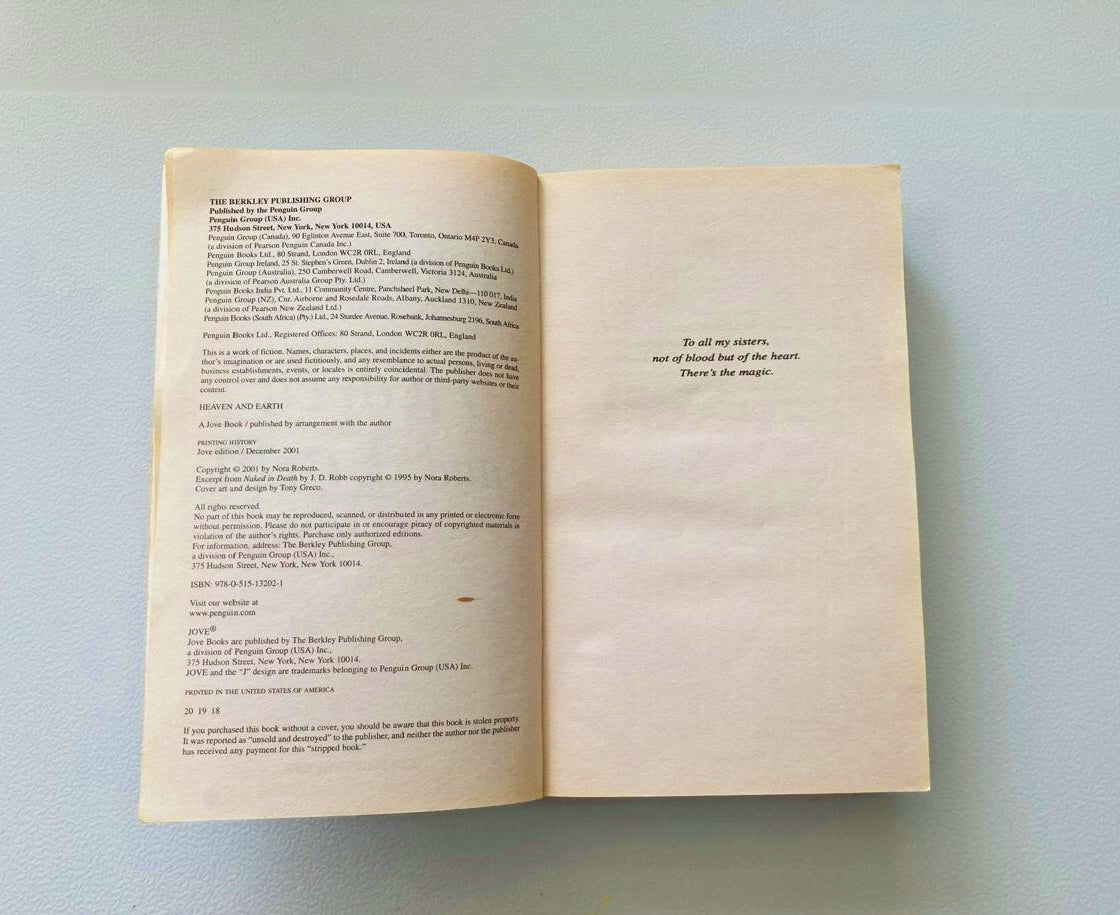 THE BERKLEY PUBLISHING GROUP
Published by the Penguin Group
Penguin Group (USA) Inc.
375 Hudson Street, New York, New York 10014, USA
Penguin Group (Canada), 90 Eglinton Avenue East, Suite 700, Toronto, Ontario M4P 2Y3, Canada
(a division of Pearson Penguin Canada Inc.)
Penguin Books Ltd., 80 Strand, London WC2R 0RL, England
Penguin Group Ireland, 25 St. Stephen's Green, Dublin 2, Ireland (a division of Penguin Books Ltd.)
Penguin Group (Australia), 250 Camberwell Road, Camberwell, Victoria 3124, Australia
(a division of Pearson Australia Group Pty. Ltd.)
Penguin Books India Pvt. Ltd., 11 Community Centre, Panchsheel Park, New Delhi—110 017, India
Penguin Group (NZ), Cnr. Airborne and Rosedale Roads, Albany, Auckland 1310, New Zealand
(a division of Pearson New Zealand Ltd.)
Penguin Books (South Africa) (Pty.) Ltd., 24 Sturdee Avenue, Rosebank, Johannesburg 2196, South Africa
Penguin Books Ltd., Registered Offices: 80 Strand, London WC2R 0RL, England
This is a work of fiction. Names, characters, places, and incidents either are the product of the au-
thor's imagination or are used fictitiously, and any resemblance to actual persons, living or dead,
business establishments, events, or locales is entirely coincidental. The publisher does not have
any control over and does not assume any responsibility for author or third-party websites or their
content.
HEAVEN AND EARTH
A Jove Book / published by arrangement with the author
PRINTING HISTORY
Jove edition / December 2001
Copyright © 2001 by Nora Roberts.
Excerpt from Naked in Death by J. D. Robb copyright © 1995 by Nora Roberts.
Cover art and design by Tony Greco.
All rights reserved.
No part of this book may be reproduced, scanned, or distributed in any printed or electronic form
without permission. Please do not participate in or encourage piracy of copyrighted materials in
violation of the author's rights. Purchase only authorized editions.
For information, address: The Berkley Publishing Group,
a division of Penguin Group (USA) Inc.,
375 Hudson Street, New York, New York 10014.
ISBN: 978-0-515-13202-1
Visit our website at
www.penguin.com
JOVE®
Jove Books are published by The Berkley Publishing Group,
a division of Penguin Group (USA) Inc.,
375 Hudson Street, New York, New York 10014.
JOVE and the "J" design are trademarks belonging to Penguin Group (USA) Inc.
PRINTED IN THE UNITED STATES OF AMERICA
20 19 18
If you purchased this book without a cover, you should be aware that this book is stolen property.
It was reported as "unsold and destroyed" to the publisher, and neither the author nor the publisher
has received any payment for this "stripped book."
To all my sisters,
not of blood but of the heart.
There's the magic.